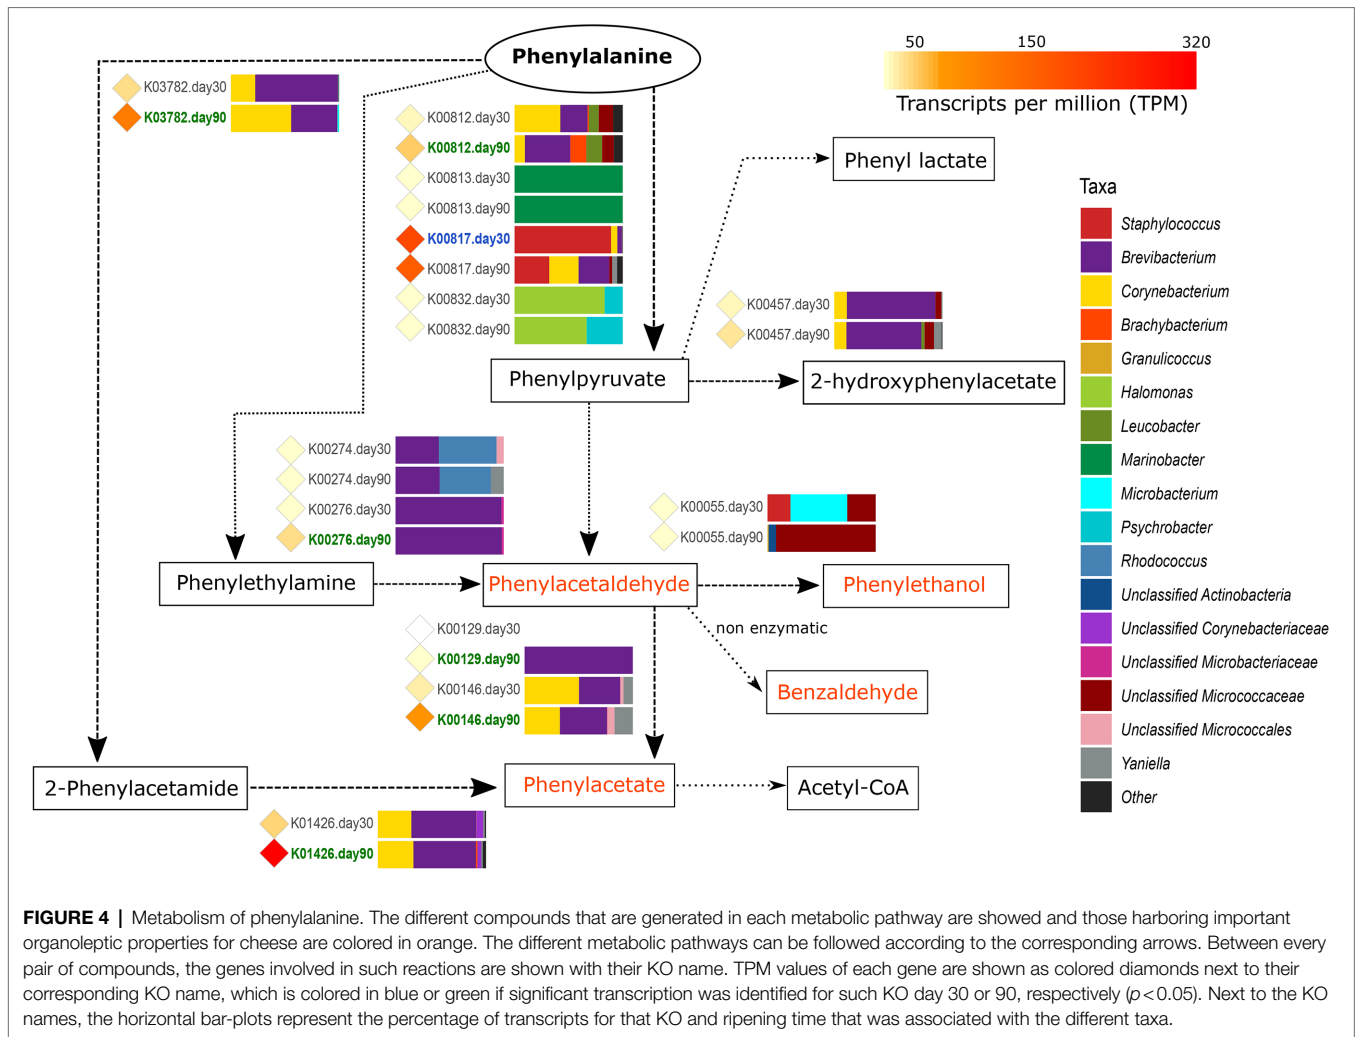 Phenylalanine
50 150 320
Transcripts per million (TPM)
K03782.day30
K03782.day90
K00812.day30
K00812.day90
K00813.day30
K00813.day90
K00817.day30
K00817.day90
K00832.day30
K00832.day90
Phenyl lactate
K00457.day30
K00457.day90
Phenylpyruvate
2-hydroxyphenylacetate
K00274.day30
K00274.day90
K00276.day30
K00276.day90
K00055.day30
K00055.day90
Phenylethylamine
Phenylacetaldehyde
Phenylethanol
non enzymatic
K00129.day30
K00129.day90
K00146.day30
K00146.day90
Benzaldehyde
2-Phenylacetamide
Phenylacetate
Acetyl-CoA
K01426.day30
K01426.day90
Taxa
Staphylococcus
Brevibacterium
Corynebacterium
Brachybacterium
Granulicoccus
Halomonas
Leucobacter
Marinobacter
Microbacterium
Psychrobacter
Rhodococcus
Unclassified Actinobacteria
Unclassified Corynebacteriaceae
Unclassified Microbacteriaceae
Unclassified Micrococcaceae
Unclassified Micrococcales
Yaniella
Other
FIGURE 4 | Metabolism of phenylalanine. The different compounds that are generated in each metabolic pathway are showed and those harboring important
organoleptic properties for cheese are colored in orange. The different metabolic pathways can be followed according to the corresponding arrows. Between every
pair of compounds, the genes involved in such reactions are shown with their KO name. TPM values of each gene are shown as colored diamonds next to their
corresponding KO name, which is colored in blue or green if significant transcription was identified for such KO day 30 or 90, respectively (p < 0.05). Next to the KO
names, the horizontal bar-plots represent the percentage of transcripts for that KO and ripening time that was associated with the different taxa.